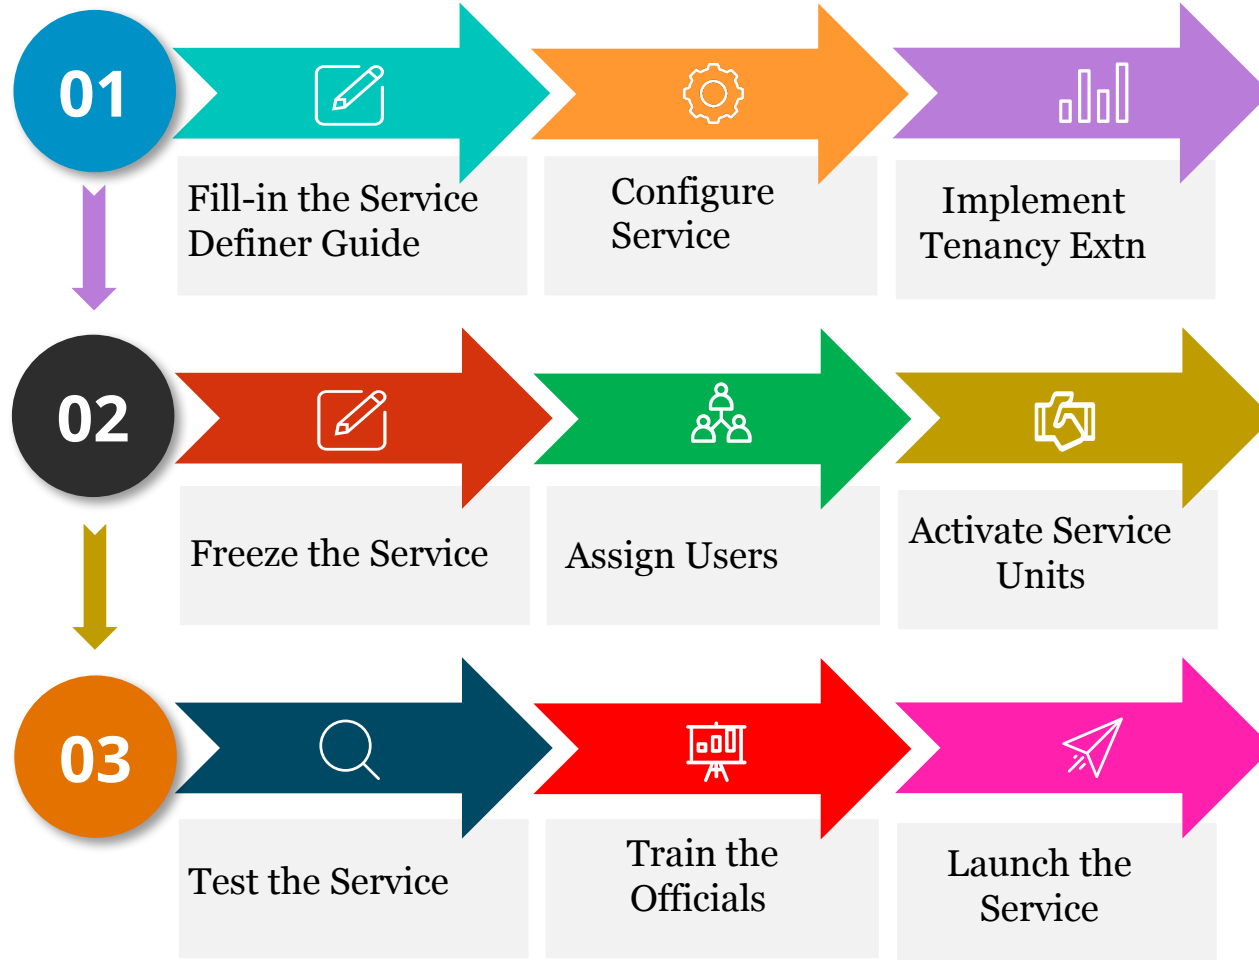 01
Fill-in the Service
Definer Guide
Configure
Service
Implement
Tenancy Extn
02
Freeze the Service
Assign Users
Activate Service
Units
03
Test the Service
Train the
Officials
Launch the
Service